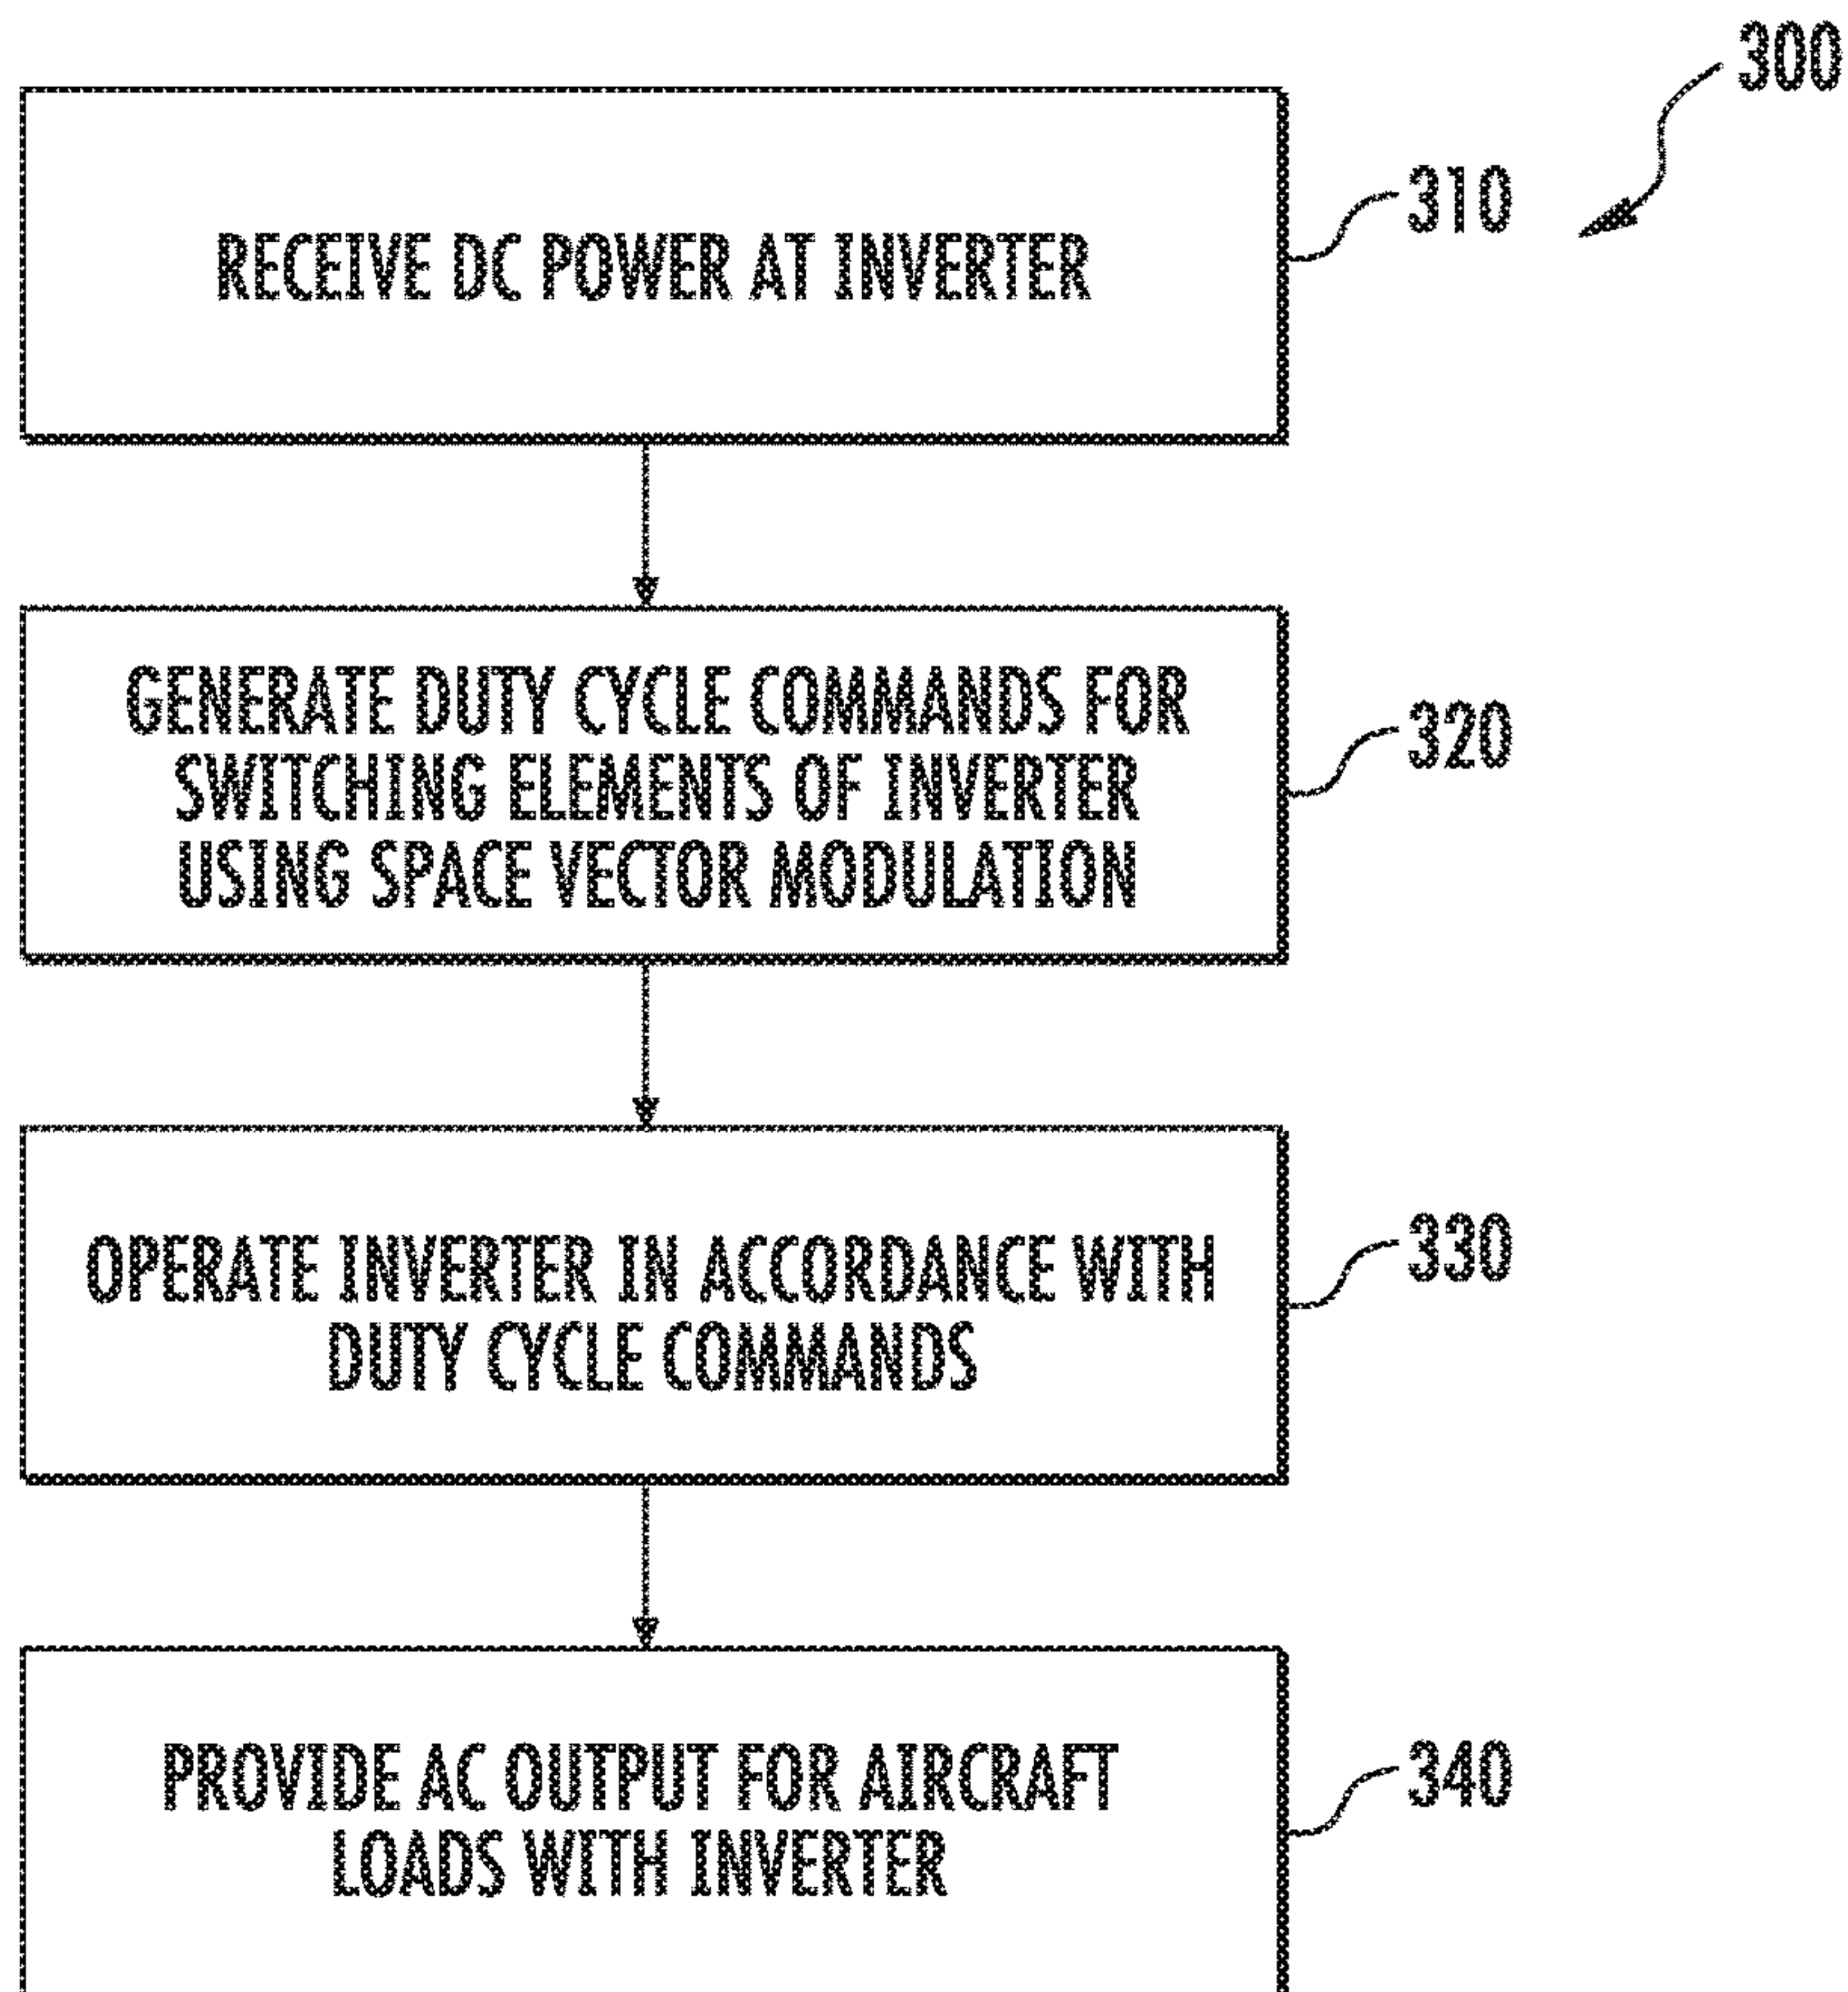 300
RECEIVE DC POWER AT INVERTER
310
GENERATE DUTY CYCLE COMMANDS FOR
SWITCHING ELEMENTS OF INVERTER
USING SPACE VECTOR MODULATION
320
OPERATE INVERTER IN ACCORDANCE WITH
DUTY CYCLE COMMANDS
330
PROVIDE AC OUTPUT FOR AIRCRAFT
LOADS WITH INVERTER
340